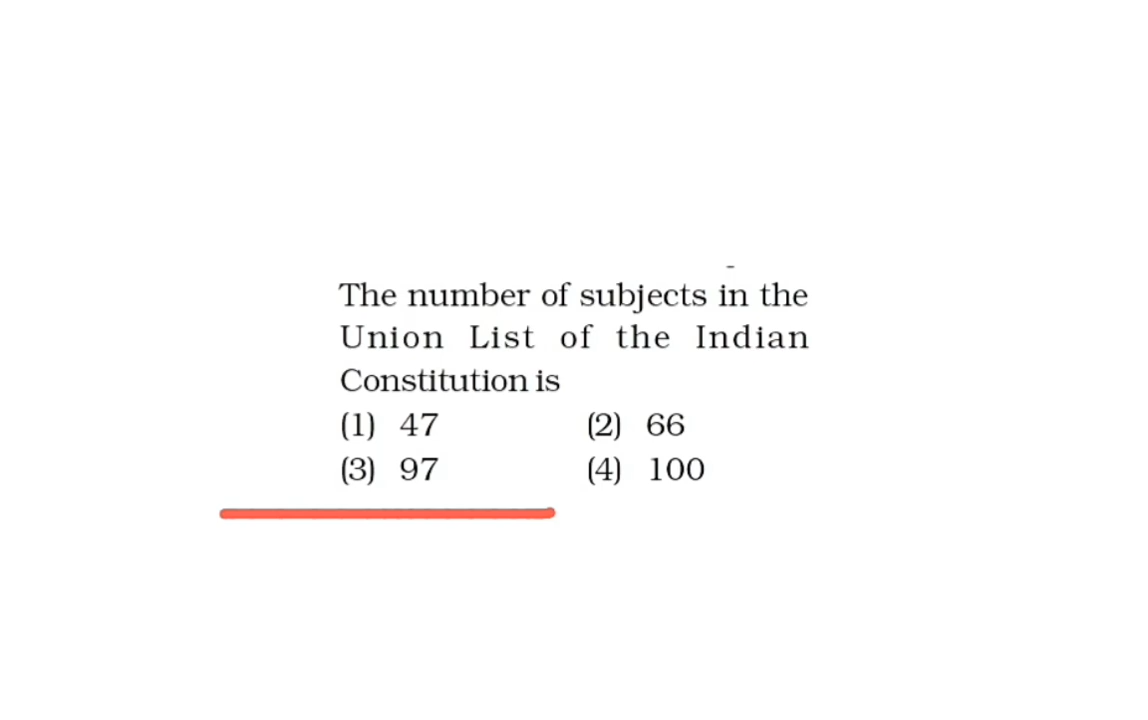 The number of subjects in the
Union List of the Indian
Constitution is
(1) 47 (2) 66
(3) 97 (4) 100